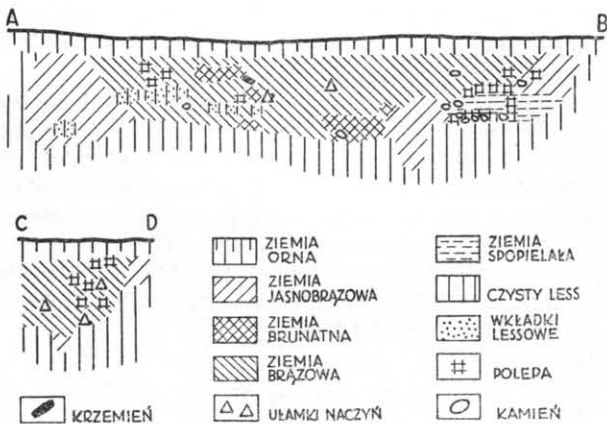 A B
C D
ZIEMIA
ORNA
ZIEMIA
JASNOBRĄZOWA
ZIEMIA
BRUNATNA
ZIEMIA
BRĄZOWA
KRZEMIEŃ
UŁAMKI NACZYŃ
ZIEMIA
SPOPIELAŁA
CZYSTY LESS
WKŁADKI
LESSOWE
POLEPA
KAMIEŃ